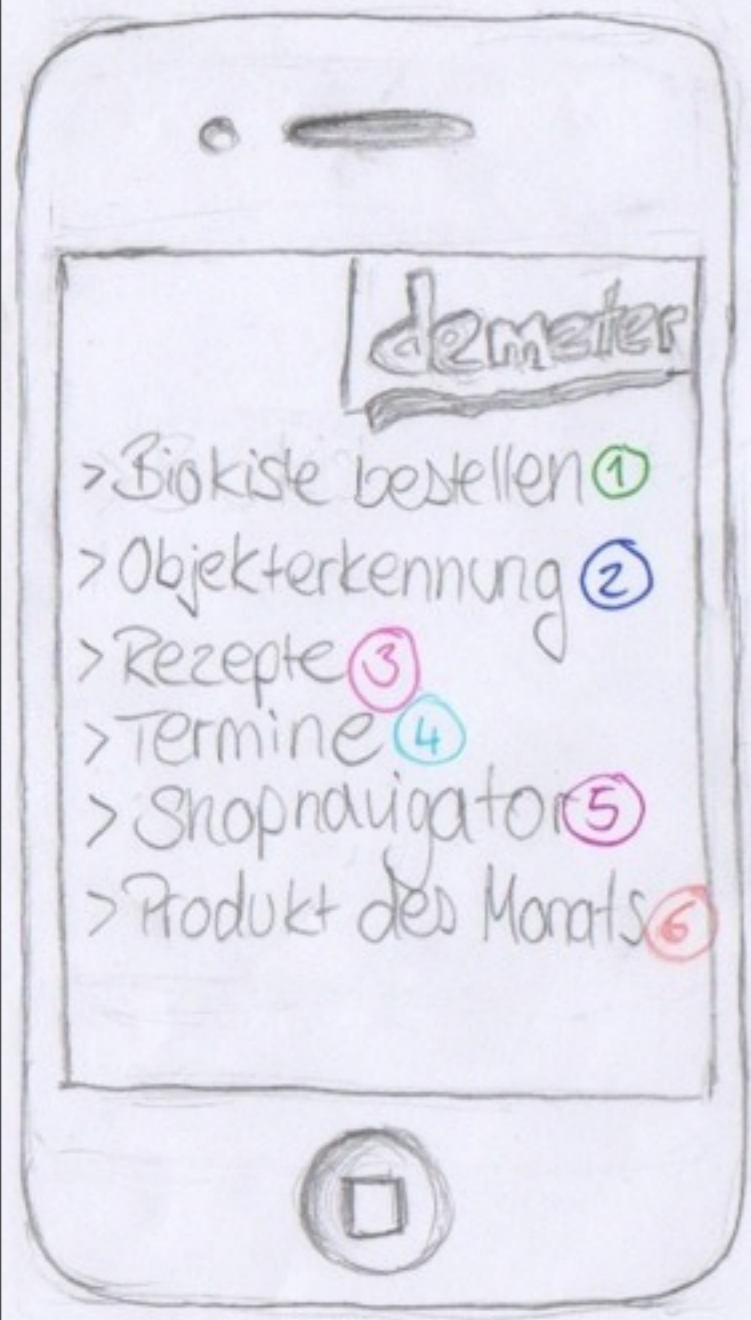 demeter
> Biokiste bestellen 1
> Objekterkennung 2
> Rezepte 3
> Termine 4
> Shopnavigator 5
> Produkt des Monats 6